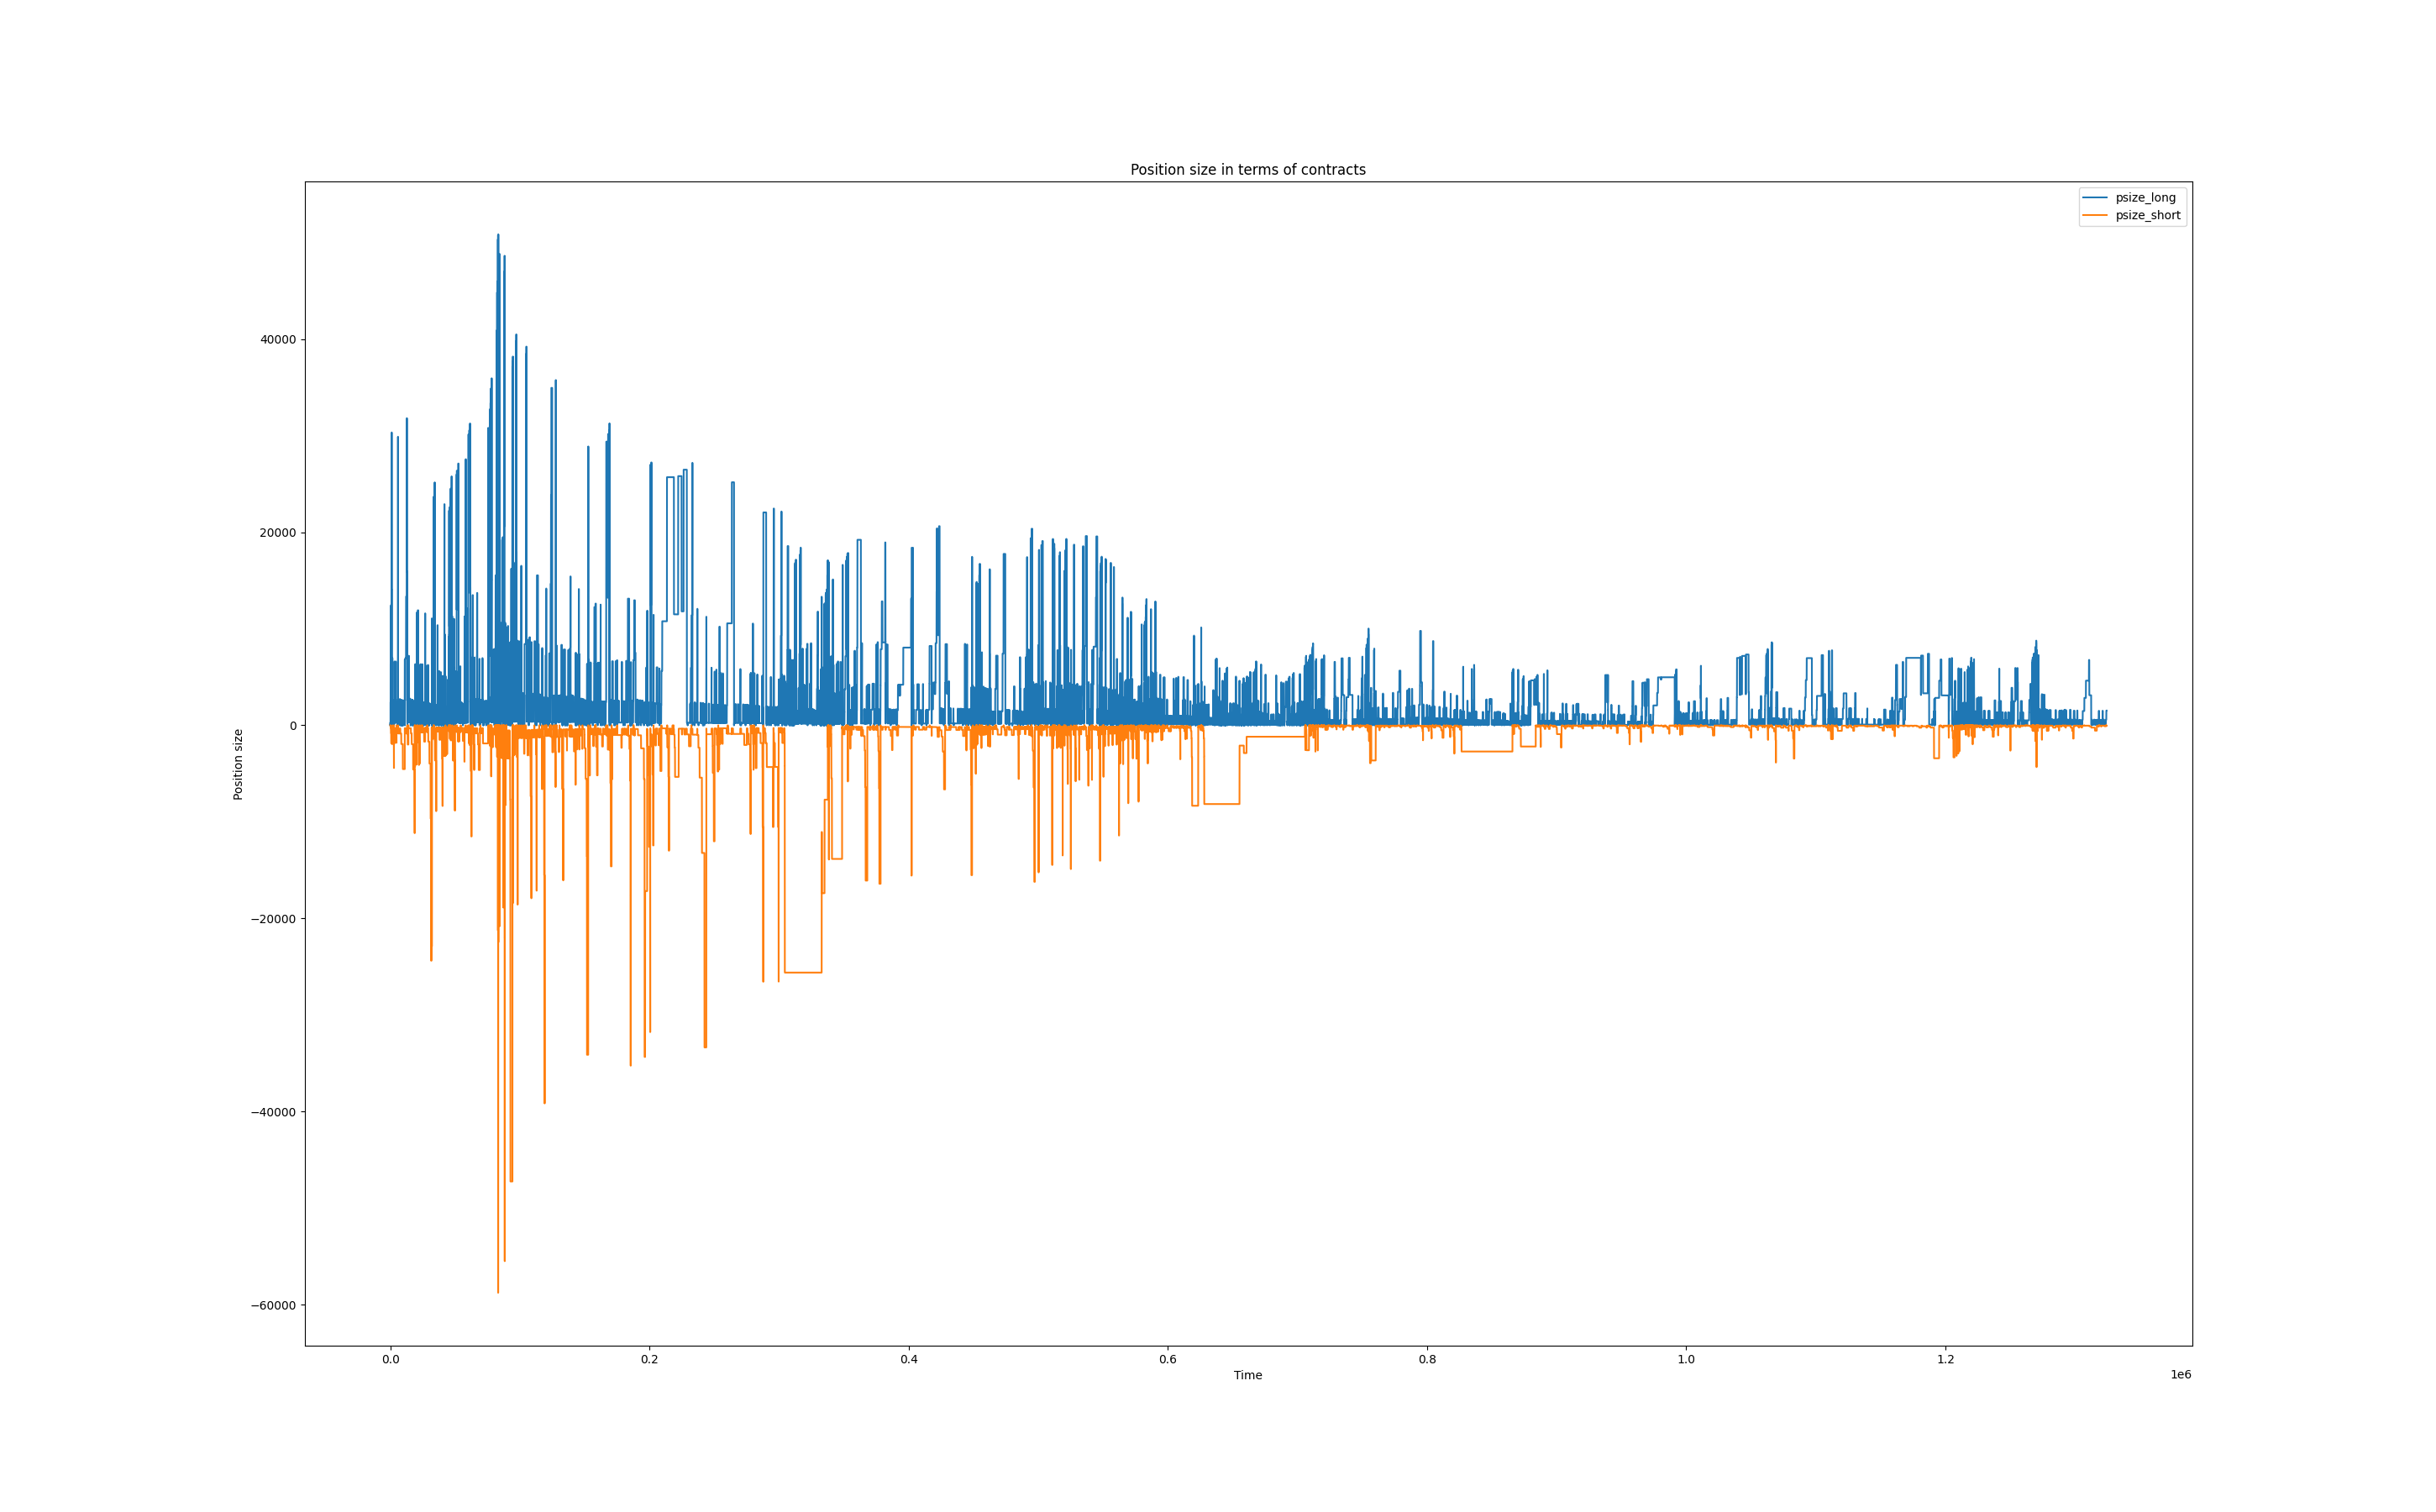 Position size in terms of contracts
psize_long
psize_short
40000
20000
0
−20000
−40000
−60000
Position size
0.0
0.2
0.4
0.6
0.8
1.0
1.2
1e6
Time